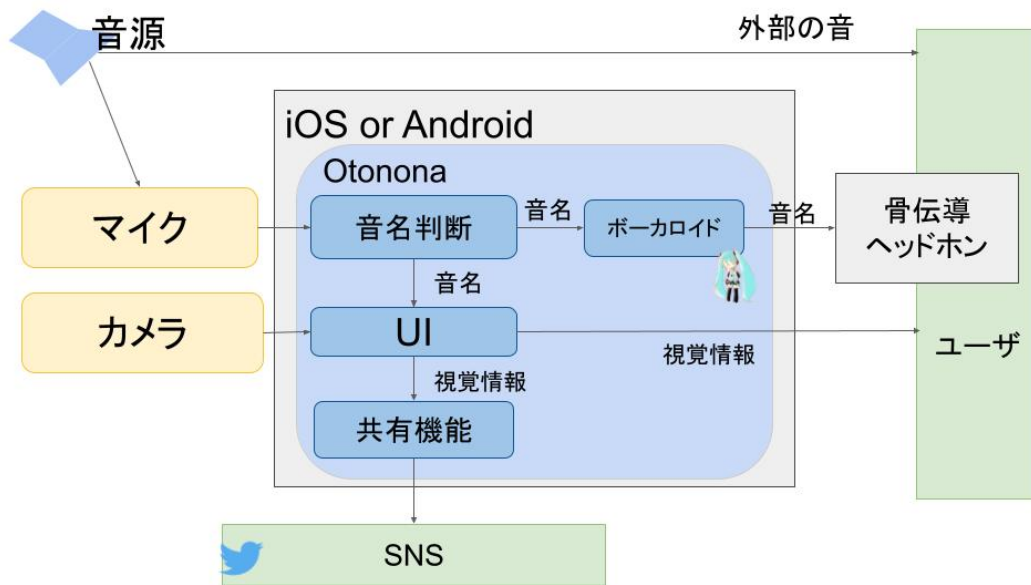 音源
外部の音
iOS or Android
Otonona
マイク
音名判断
音名
ボーカロイド
音名
骨伝導
ヘッドホン
音名
カメラ
UI
視覚情報
ユーザ
視覚情報
共有機能
SNS